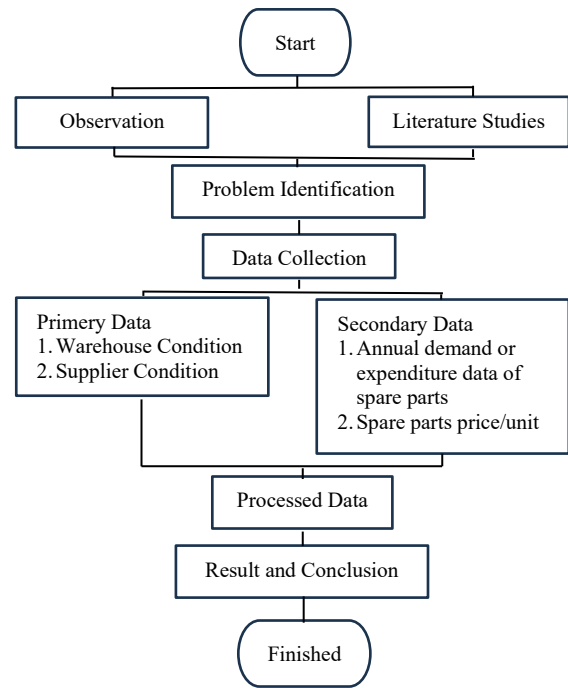 Start
Observation
Literature Studies
Problem Identification
Data Collection
Primery Data
1. Warehouse Condition
2. Supplier Condition
Secondary Data
1. Annual demand or
expenditure data of
spare parts
2. Spare parts price/unit
Processed Data
Result and Conclusion
Finished